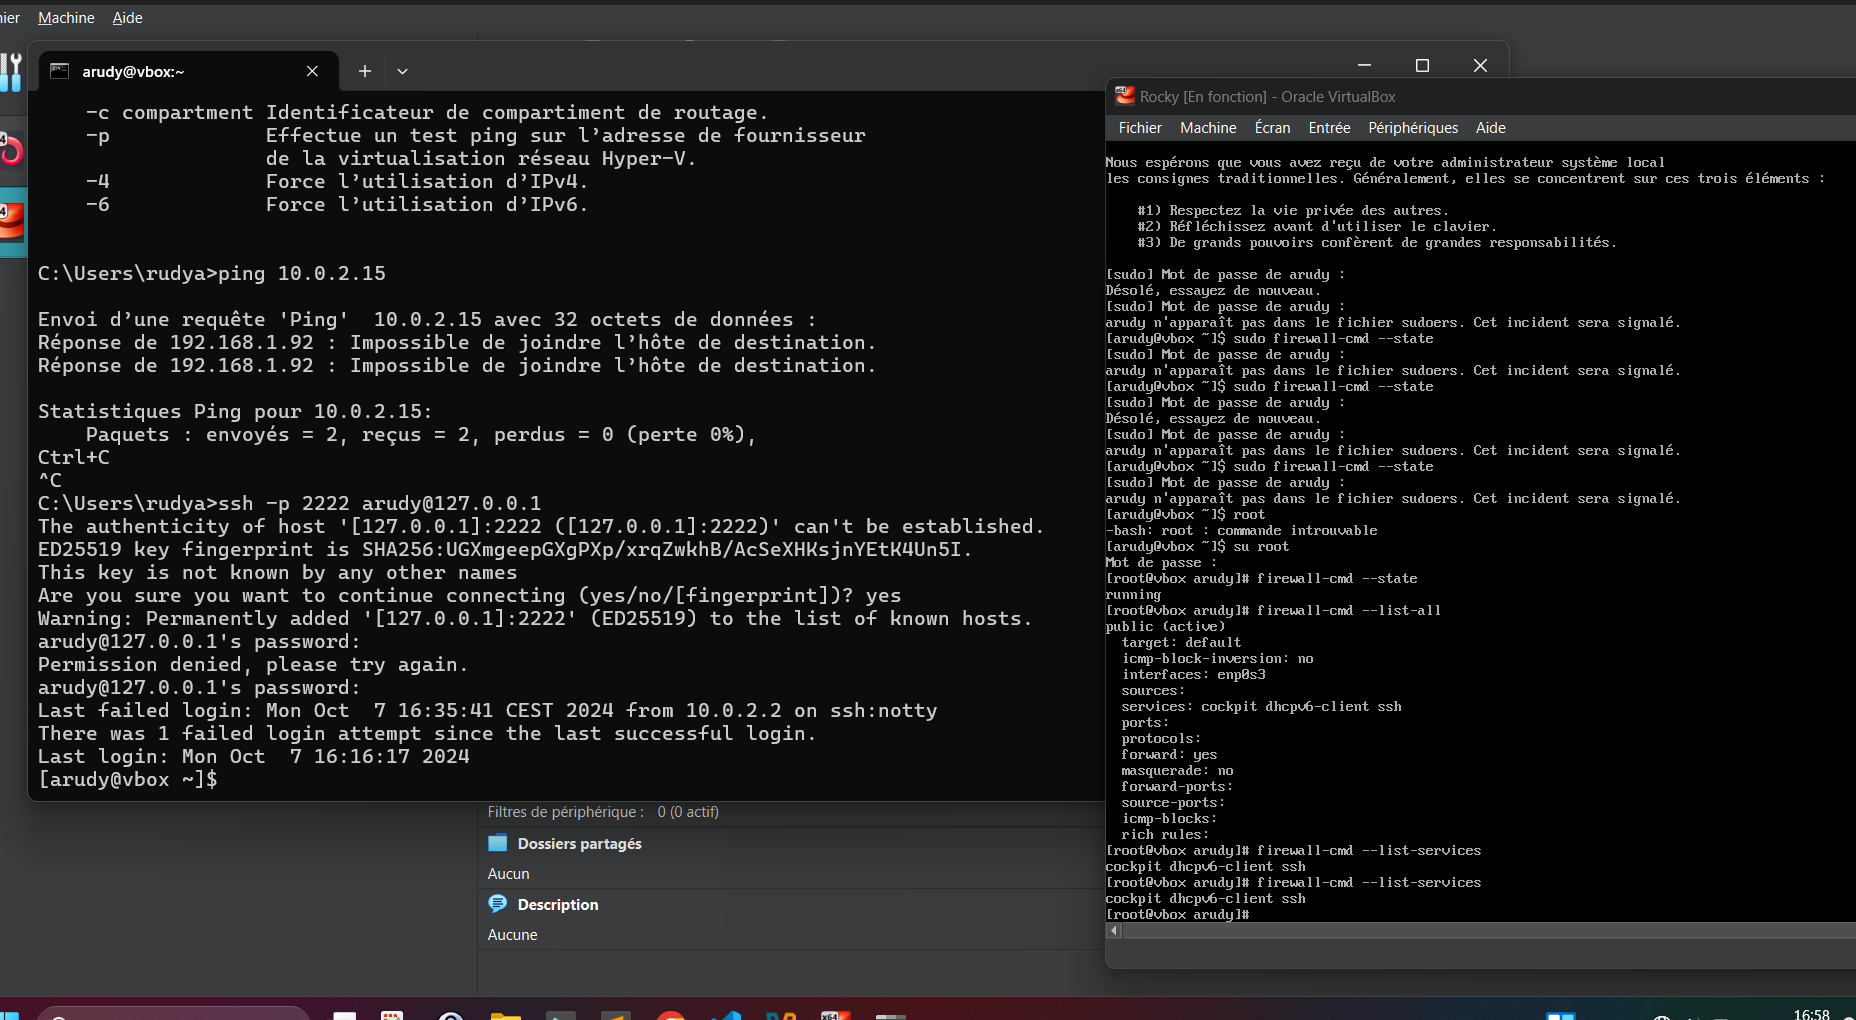 hier Machine Aide
arudy@vbox:~
-c compartment Identificateur de compartiment de routage.
-p Effectue un test ping sur l’adresse de fournisseur
de la virtualisation réseau Hyper-V.
-4 Force l’utilisation d’IPv4.
-6 Force l’utilisation d’IPv6.
C:\Users\rudya>ping 10.0.2.15
Envoi d’une requête 'Ping'  10.0.2.15 avec 32 octets de données :
Réponse de 192.168.1.92 : Impossible de joindre l’hôte de destination.
Réponse de 192.168.1.92 : Impossible de joindre l’hôte de destination.
Statistiques Ping pour 10.0.2.15:
Paquets : envoyés = 2, reçus = 2, perdus = 0 (perte 0%),
Ctrl+C
^C
C:\Users\rudya>ssh -p 2222 arudy@127.0.0.1
The authenticity of host '[127.0.0.1]:2222 ([127.0.0.1]:2222)' can't be established.
ED25519 key fingerprint is SHA256:UGXmgeepGXgPXp/xrqZwkhB/AcSeXHKsjnYEtK4Un5I.
This key is not known by any other names
Are you sure you want to continue connecting (yes/no/[fingerprint])? yes
Warning: Permanently added '[127.0.0.1]:2222' (ED25519) to the list of known hosts.
arudy@127.0.0.1's password:
Permission denied, please try again.
arudy@127.0.0.1's password:
Last failed login: Mon Oct  7 16:35:41 CEST 2024 from 10.0.2.2 on ssh:notty
There was 1 failed login attempt since the last successful login.
Last login: Mon Oct  7 16:16:17 2024
[arudy@vbox ~]$
Filtres de périphérique : 0 (0 actif)
Dossiers partagés
Aucun
Description
Aucune
Rocky [En fonction] - Oracle VirtualBox
Fichier Machine Écran Entrée Périphériques Aide
Nous espérons que vous avez reçu de votre administrateur système local
les consignes traditionnelles. Généralement, elles se concentrent sur ces trois éléments :
#1) Respectez la vie privée des autres.
#2) Réfléchissez avant d'utiliser le clavier.
#3) De grands pouvoirs confèrent de grandes responsabilités.
[sudo] Mot de passe de arudy :
Désolé, essayez de nouveau.
[sudo] Mot de passe de arudy :
arudy n'apparaît pas dans le fichier sudoers. Cet incident sera signalé.
[arudy@vbox ~]$ sudo firewall-cmd --state
[sudo] Mot de passe de arudy :
arudy n'apparaît pas dans le fichier sudoers. Cet incident sera signalé.
[arudy@vbox ~]$ sudo firewall-cmd --state
[sudo] Mot de passe de arudy :
Désolé, essayez de nouveau.
[sudo] Mot de passe de arudy :
arudy n'apparaît pas dans le fichier sudoers. Cet incident sera signalé.
[arudy@vbox ~]$ sudo firewall-cmd --state
[sudo] Mot de passe de arudy :
arudy n'apparaît pas dans le fichier sudoers. Cet incident sera signalé.
[arudy@vbox ~]$ root
-bash: root : commande introuvable
[arudy@vbox ~]$ su root
Mot de passe :
[root@vbox arudy]# firewall-cmd --state
running
[root@vbox arudy]# firewall-cmd --list-all
public (active)
target: default
icmp-block-inversion: no
interfaces: enp0s3
sources:
services: cockpit dhcpv6-client ssh
ports:
protocols:
forward: yes
masquerade: no
forward-ports:
source-ports:
icmp-blocks:
rich rules:
[root@vbox arudy]# firewall-cmd --list-services
cockpit dhcpv6-client ssh
[root@vbox arudy]# firewall-cmd --list-services
cockpit dhcpv6-client ssh
[root@vbox arudy]#
16:58